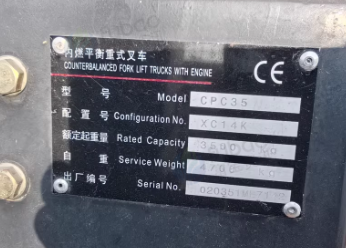 内燃平衡重式叉车
COUNTERBALANCED FORK LIFT TRUCKS WITH ENGINE CE
型号 Model CPC35
配置号 Configuration No. XC14K
额定起重量 Rated Capacity kg
自重 Service Weight kg
出厂编号 Serial No.